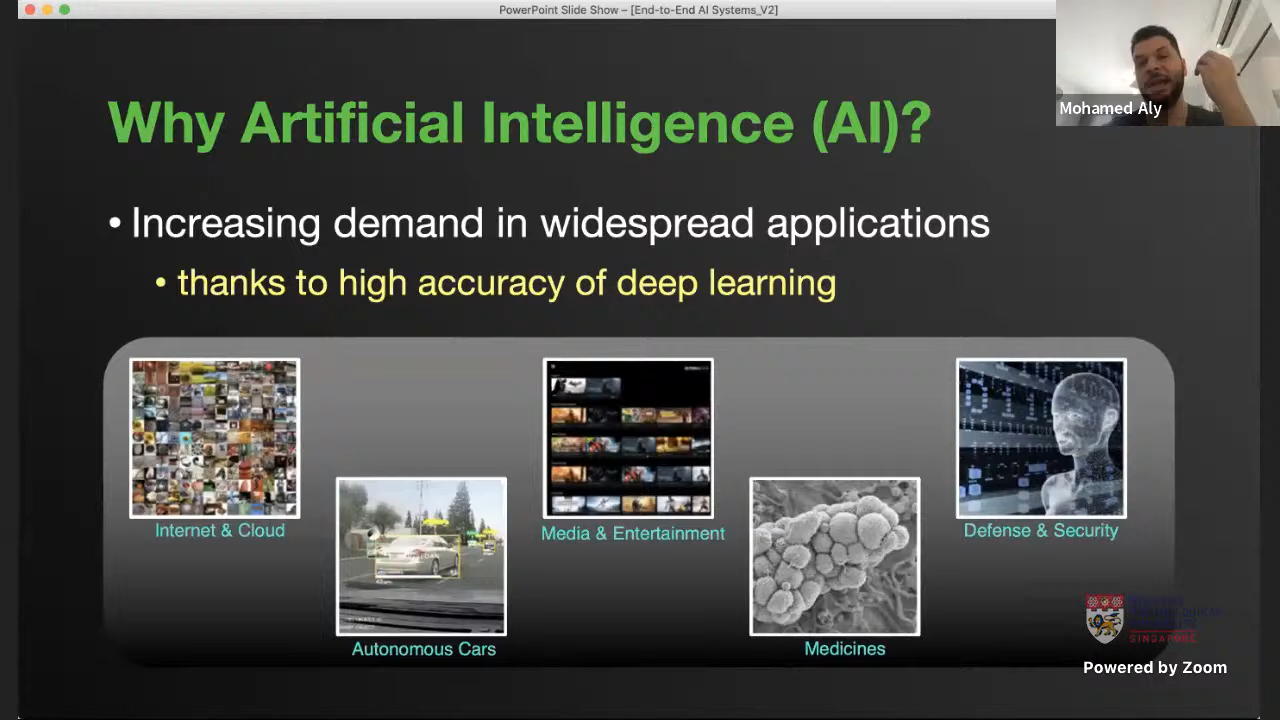 PowerPoint Slide Show – [End-to-End AI Systems_V2]
Mohamed Aly
Why Artificial Intelligence (AI)?
• Increasing demand in widespread applications
• thanks to high accuracy of deep learning
Internet & Cloud
Autonomous Cars
Media & Entertainment
Medicines
Defense & Security
SINGAPORE
Powered by Zoom